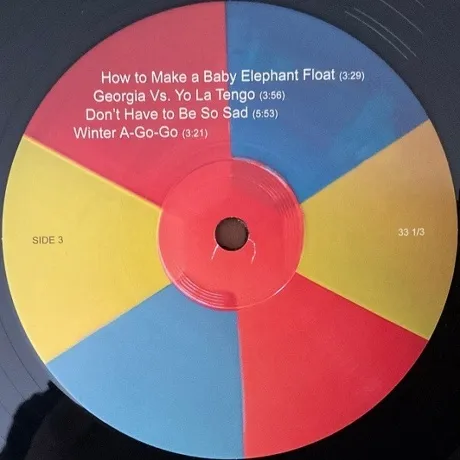 How to Make a Baby Elephant Float (3:29)
Georgia Vs. Yo La Tengo (3:56)
Don't Have to Be So Sad (5:53)
Winter A-Go-Go (3:21)
SIDE 3
33 1/3